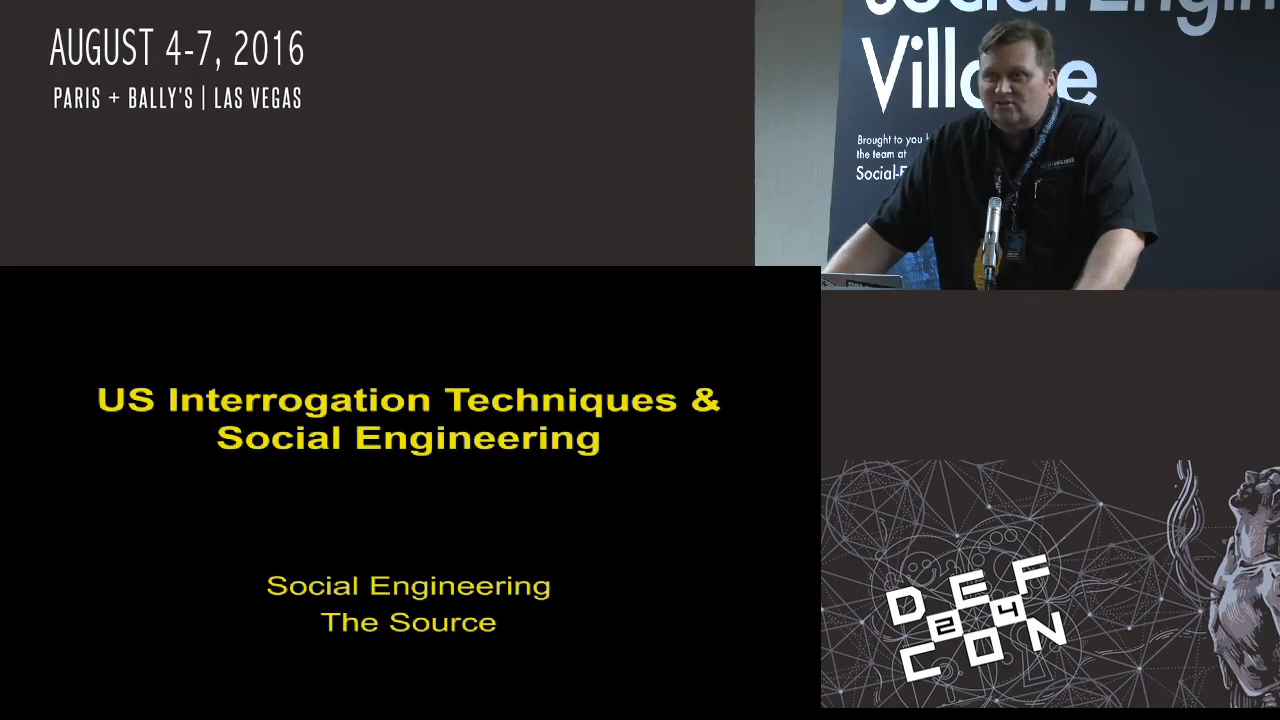 AUGUST 4-7, 2016
PARIS + BALLY'S | LAS VEGAS
Village
Brought to you
the team at
Social-E
US Interrogation Techniques &
Social Engineering
Social Engineering
The Source
DEF
24
CON